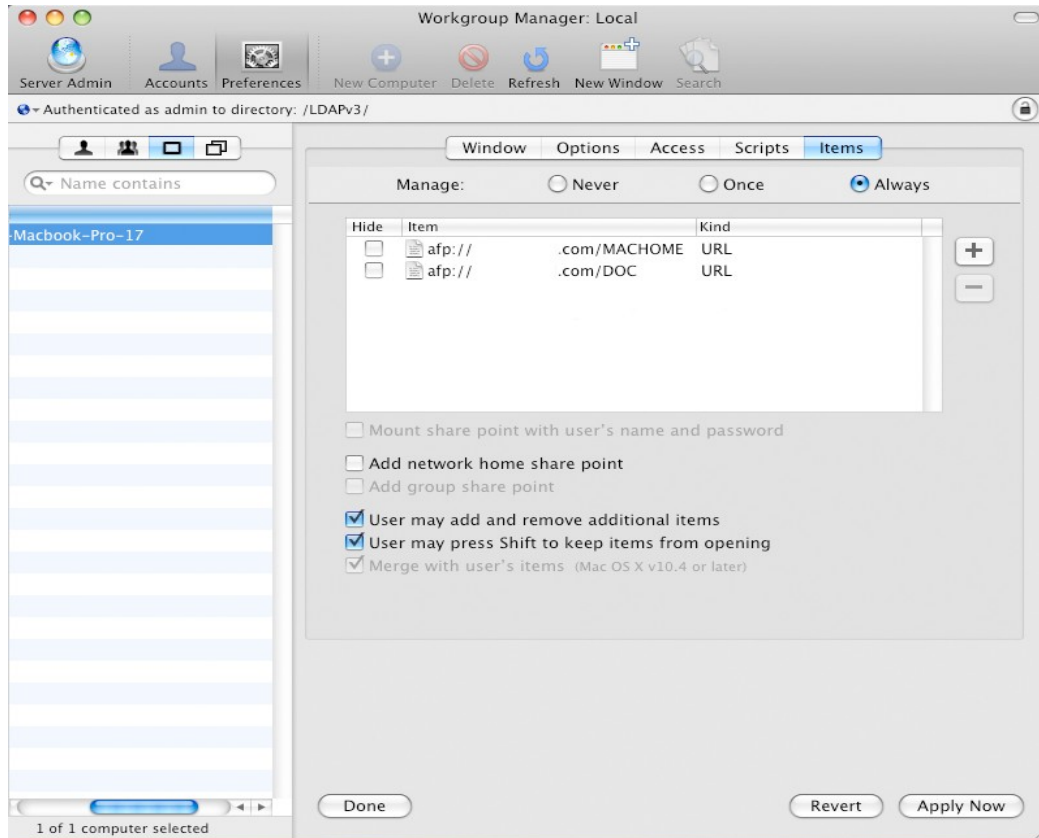 Workgroup Manager: Local
Server Admin Accounts Preferences New Computer Delete Refresh New Window Search
Authenticated as admin to directory: /LDAPv3/
Window Options Access Scripts Items
Name contains
Manage: Never Once Always
-Macbook-Pro-17
Hide Item Kind
afp:// .com/MACHOME URL
afp:// .com/DOC URL
Mount share point with user's name and password
Add network home share point
Add group share point
User may add and remove additional items
User may press Shift to keep items from opening
Merge with user's items (Mac OS X v10.4 or later)
Done Revert Apply Now
1 of 1 computer selected